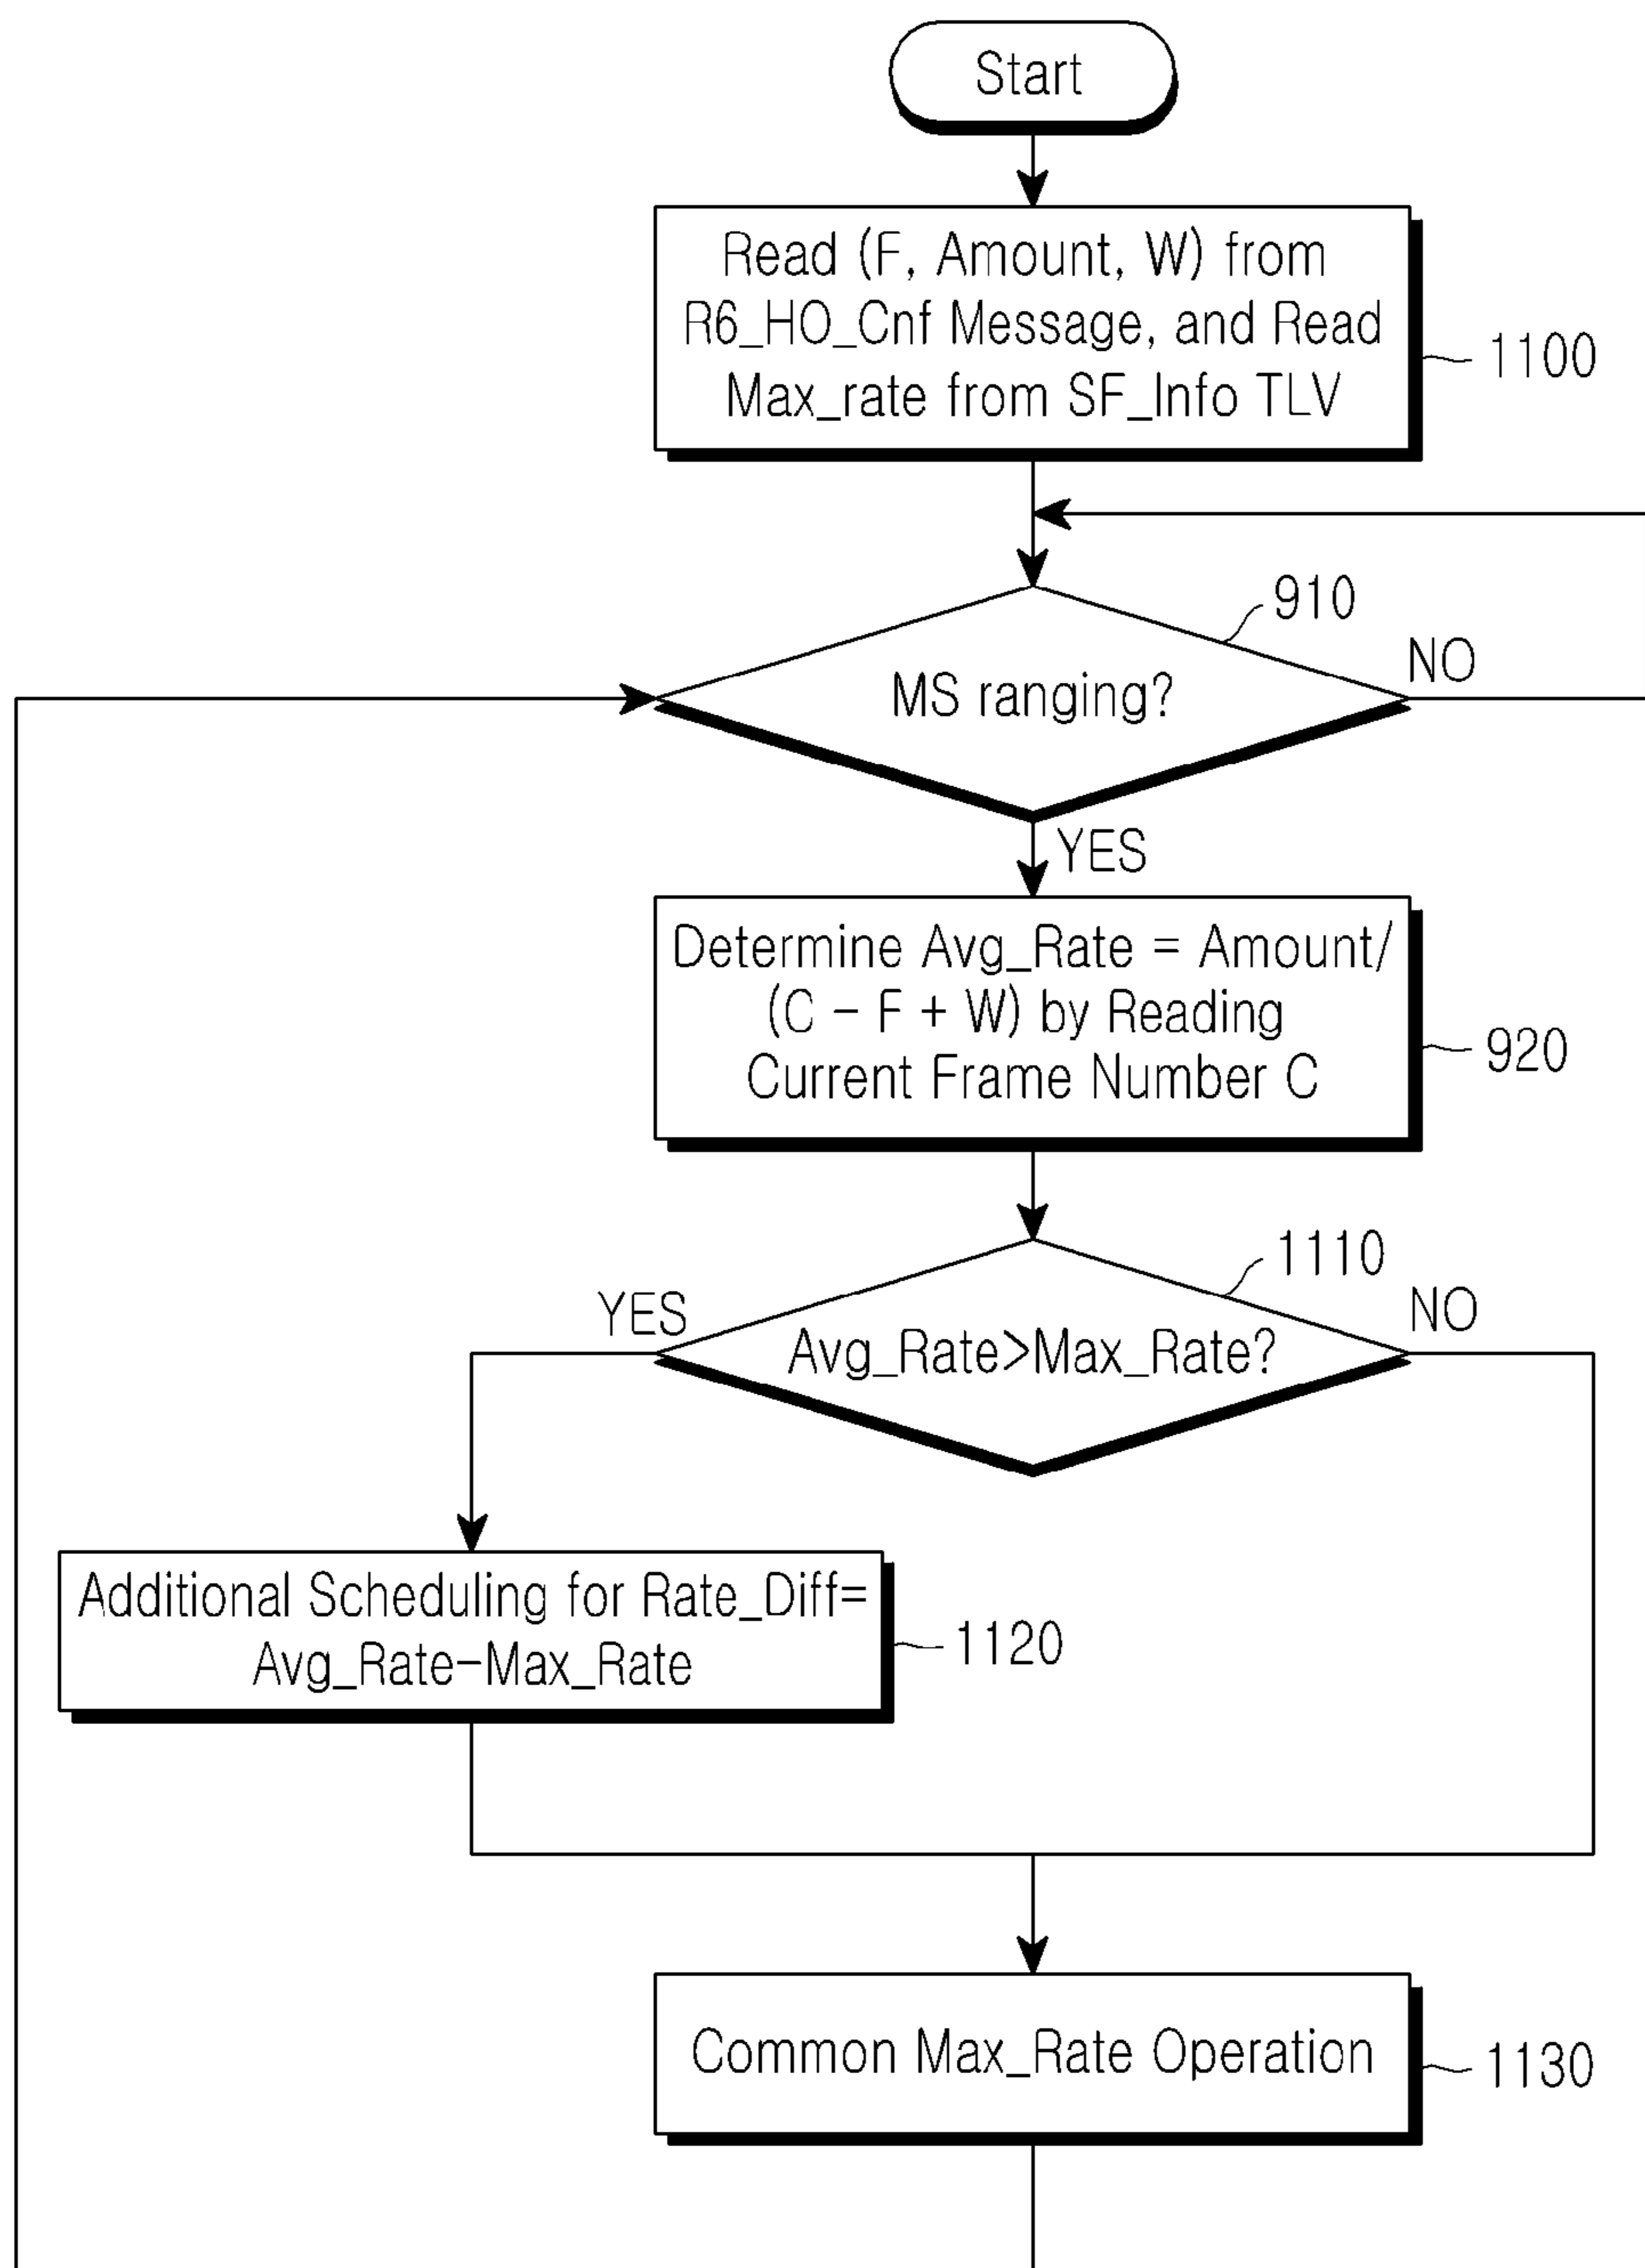 Start
Read (F, Amount, W) from
R6_HO_Cnf Message, and Read
Max_rate from SF_Info TLV
1100
910
MS ranging?
NO
YES
Determine Avg_Rate = Amount/
(C - F + W) by Reading
Current Frame Number C
920
1110
YES
Avg_Rate>Max_Rate?
NO
Additional Scheduling for Rate_Diff=
Avg_Rate-Max_Rate
1120
Common Max_Rate Operation
1130